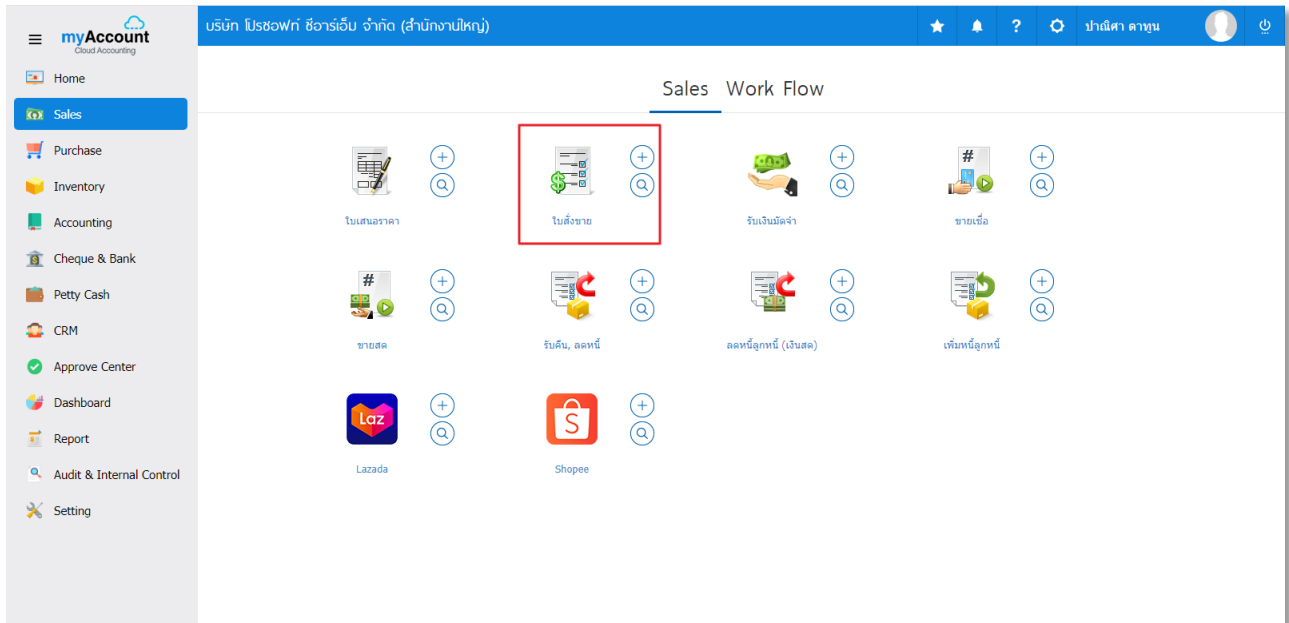 บริษัท โปรซอฟท์ ซีอาร์เอ็ม จำกัด (สำนักงานใหญ่)
ปาณิศา ดาทูน
myAccount
Cloud Accounting
Home
Sales
Purchase
Inventory
Accounting
Cheque & Bank
Petty Cash
CRM
Approve Center
Dashboard
Report
Audit & Internal Control
Setting
Sales Work Flow
ใบเสนอราคา
ใบสั่งขาย
รับเงินมัดจำ
ขายเชื่อ
ขายสด
รับคืน, ลดหนี้
ลดหนี้ลูกหนี้ (เงินสด)
เพิ่มหนี้ลูกหนี้
Laz
Lazada
S
Shopee